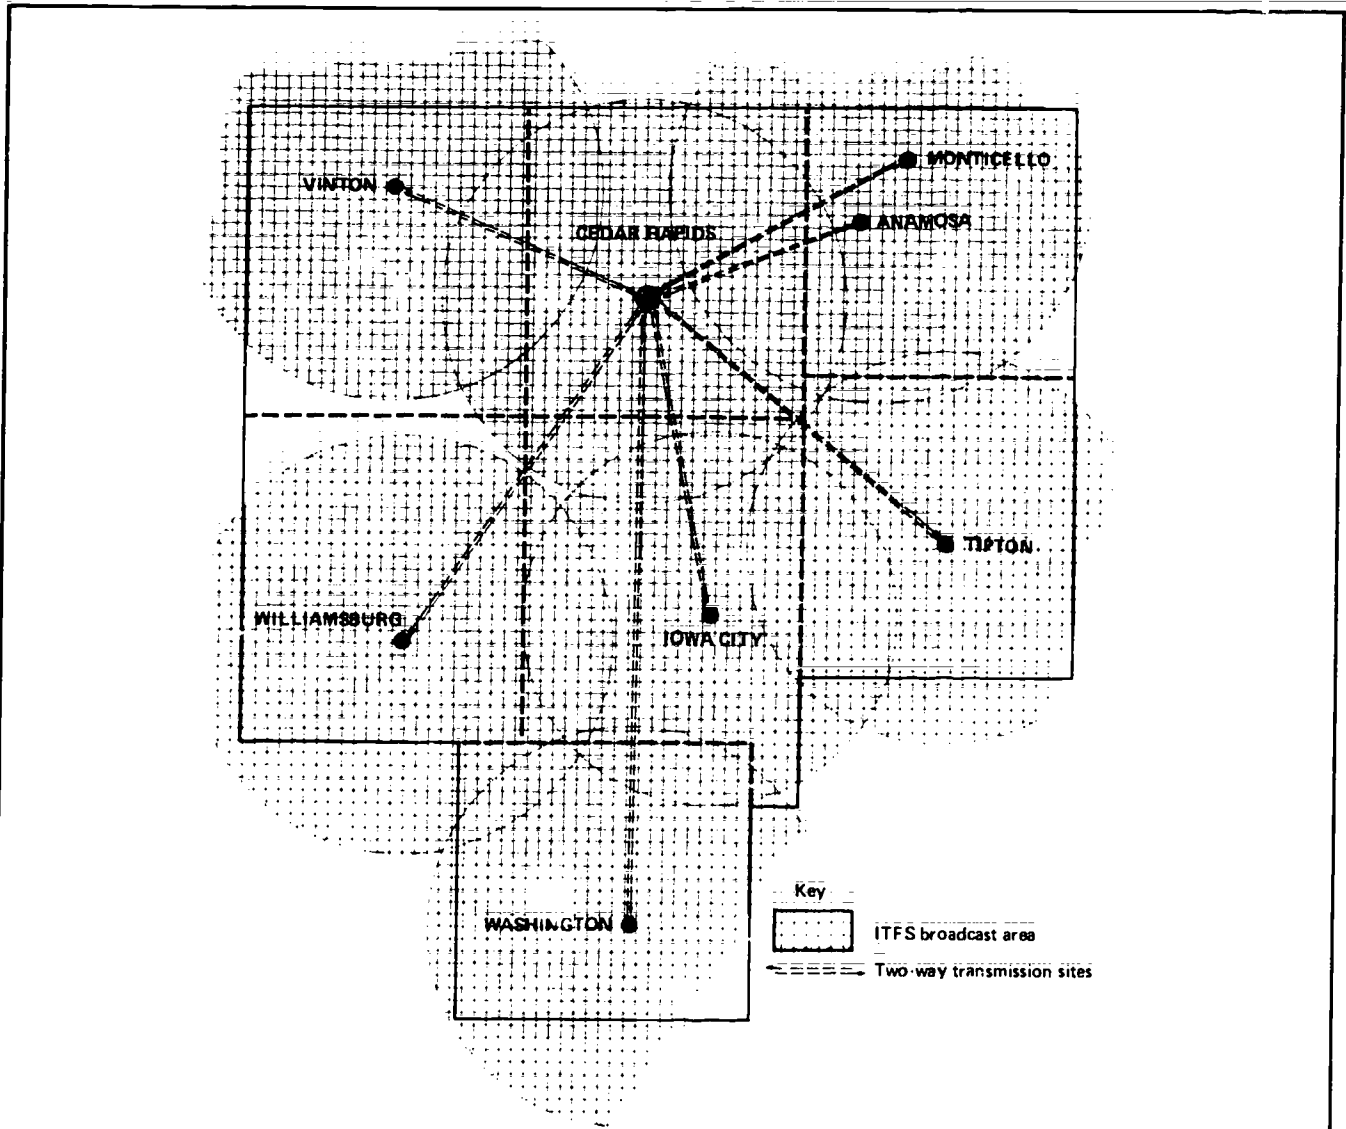 MONTICELLO
VINTON
ANAMOSA
CEDAR RAPIDS
TIPTON
WILLIAMSBURG
IOWA CITY
Key
WASHINGTON
ITFS broadcast area
Two-way transmission sites